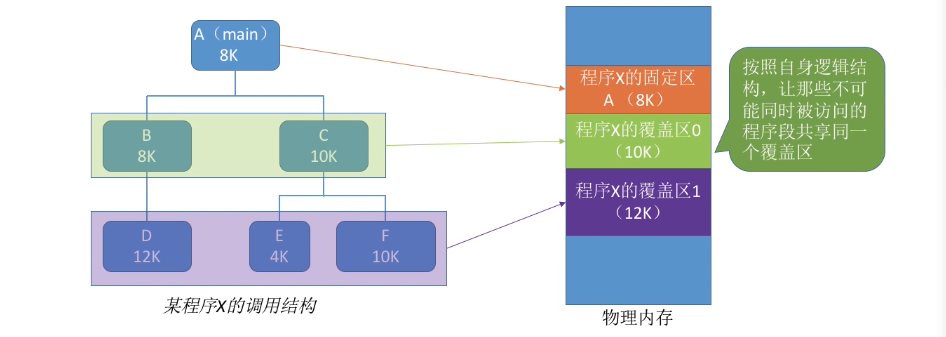 A（main）
8K
B
8K
C
10K
D
12K
E
4K
F
10K
某程序X的调用结构
程序X的固定区
A （8K）
程序X的覆盖区0
（10K）
程序X的覆盖区1
（12K）
物理内存
按照自身逻辑结
构，让那些不可
能同时被访问的
程序段共享同一
个覆盖区